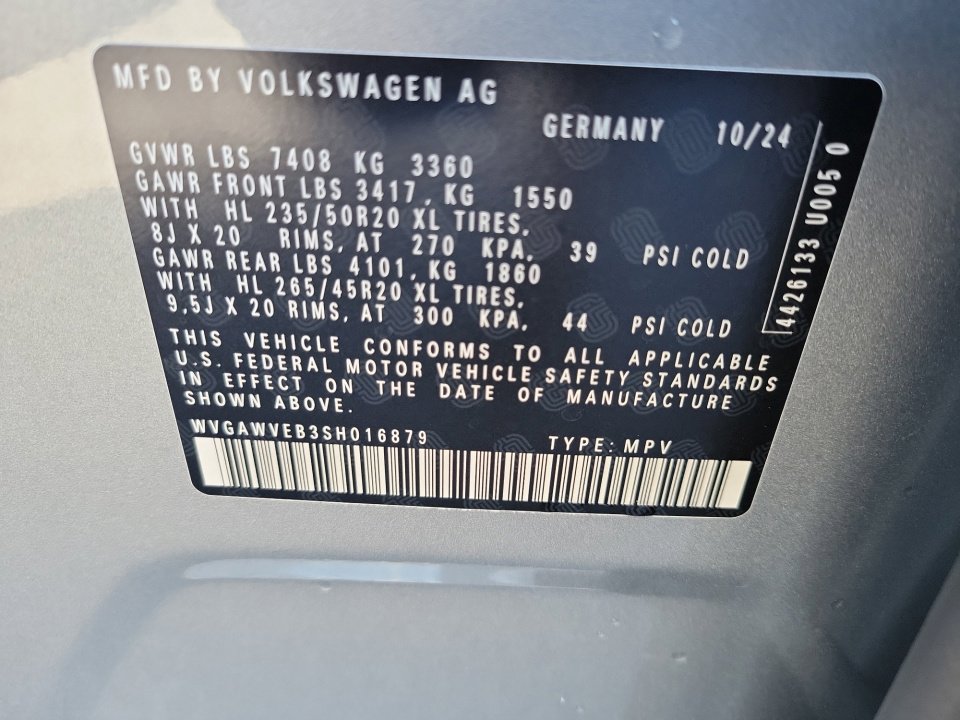 MFD BY VOLKSWAGEN AG
GERMANY 10/24
GVWR LBS 7408 KG 3360
GAWR FRONT LBS 3417, KG 1550
WITH HL 235/50R20 XL TIRES,
8J X 20 RIMS, AT 270 KPA, 39 PSI COLD
GAWR REAR LBS 4101, KG 1860
WITH HL 265/45R20 XL TIRES,
9,5J X 20 RIMS, AT 300 KPA, 44 PSI COLD
THIS VEHICLE CONFORMS TO ALL APPLICABLE
U.S. FEDERAL MOTOR VEHICLE SAFETY STANDARDS
IN EFFECT ON THE DATE OF MANUFACTURE
SHOWN ABOVE.
WVGAWVEB3SH016879 TYPE: MPV
4426133 U005 0